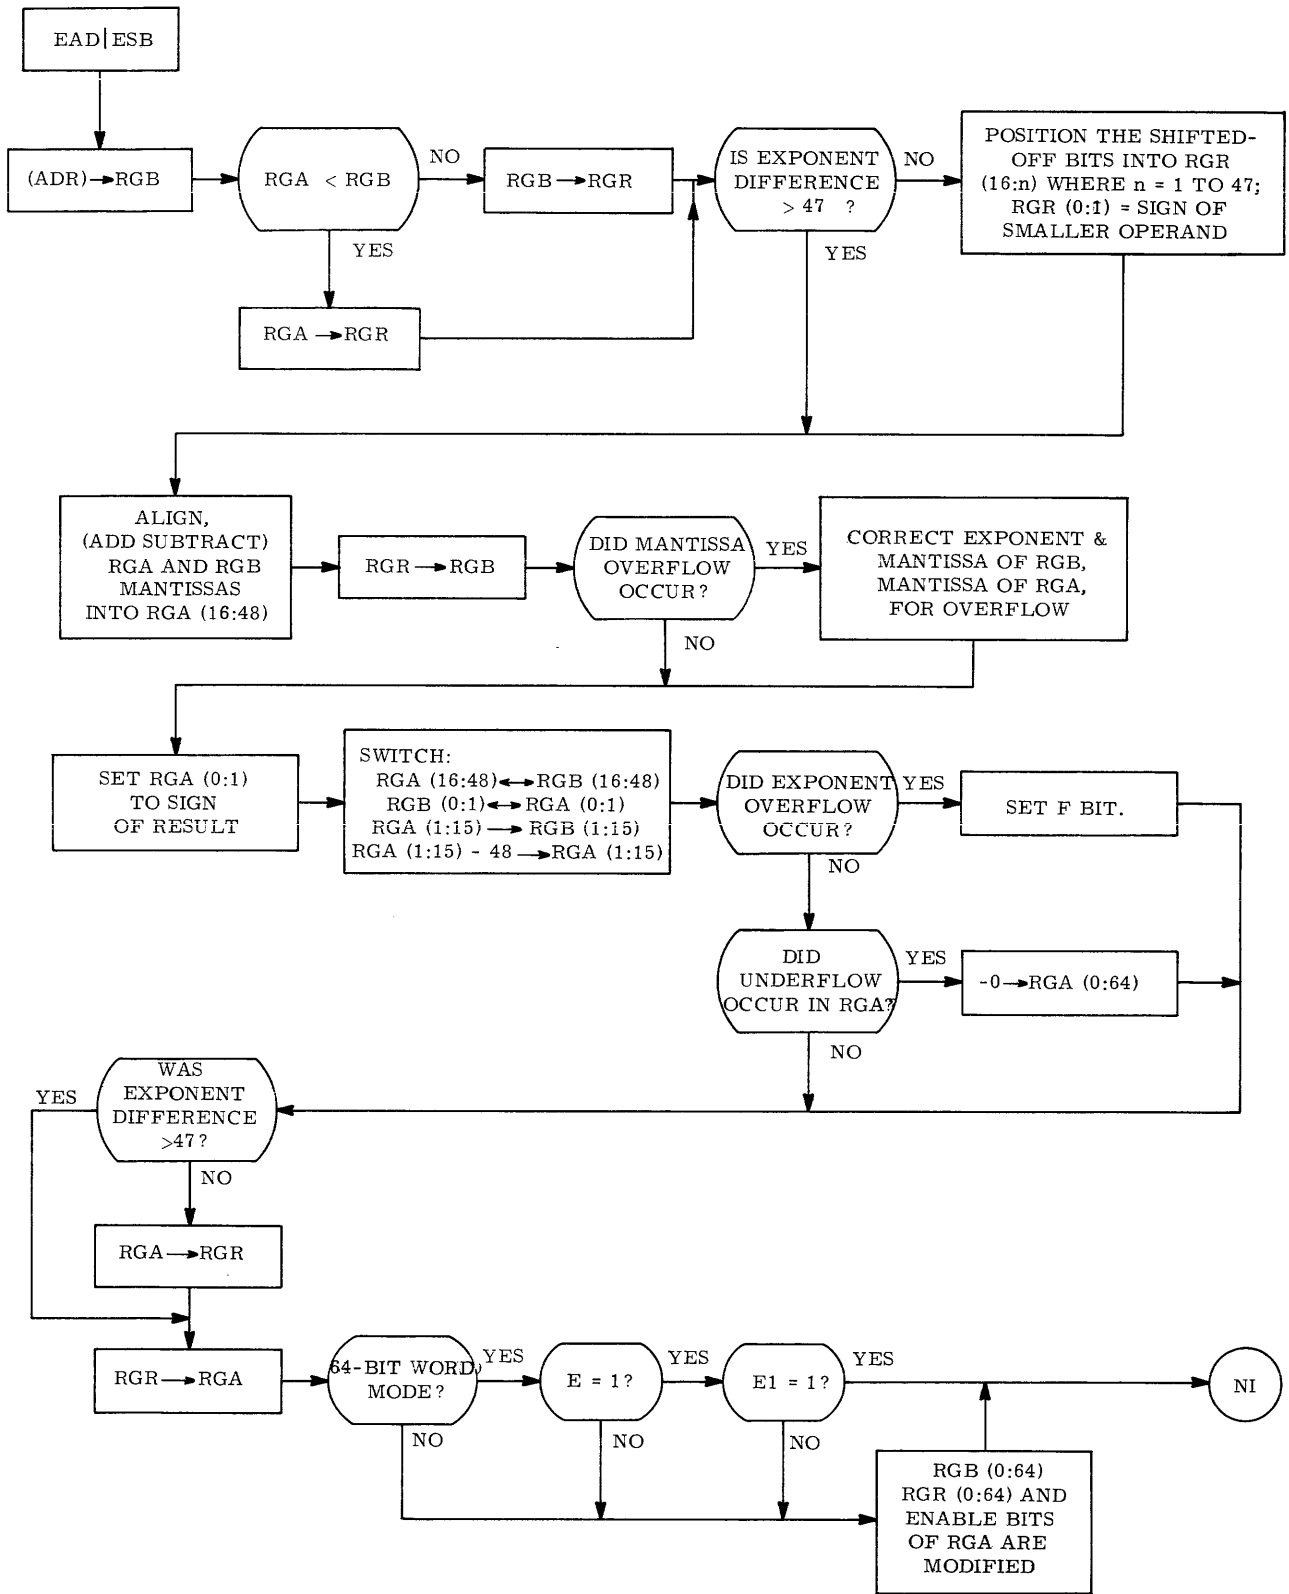 EAD|ESB
(ADR)→RGB
RGA < RGB
NO
YES
RGB→RGR
RGA→RGR
IS EXPONENT
DIFFERENCE
> 47 ?
NO
YES
POSITION THE SHIFTED-
OFF BITS INTO RGR
(16:n) WHERE n = 1 TO 47;
RGR (0:1) = SIGN OF
SMALLER OPERAND
ALIGN,
(ADD SUBTRACT)
RGA AND RGB
MANTISSAS
INTO RGA (16:48)
RGR→RGB
DID MANTISSA
OVERFLOW
OCCUR?
YES
NO
CORRECT EXPONENT &
MANTISSA OF RGB,
MANTISSA OF RGA,
FOR OVERFLOW
SET RGA (0:1)
TO SIGN
OF RESULT
SWITCH:
RGA (16:48)↔RGB (16:48)
RGB (0:1)↔RGA (0:1)
RGA (1:15)→RGB (1:15)
RGA (1:15) - 48→RGA (1:15)
DID EXPONENT
OVERFLOW
OCCUR?
YES
NO
SET F BIT.
DID
UNDERFLOW
OCCUR IN RGA?
YES
NO
-0→RGA (0:64)
WAS
EXPONENT
DIFFERENCE
>47?
YES
NO
RGA→RGR
RGR→RGA
64-BIT WORD
MODE?
YES
NO
E = 1?
YES
NO
E1 = 1?
YES
NO
RGB (0:64)
RGR (0:64) AND
ENABLE BITS
OF RGA ARE
MODIFIED
NI